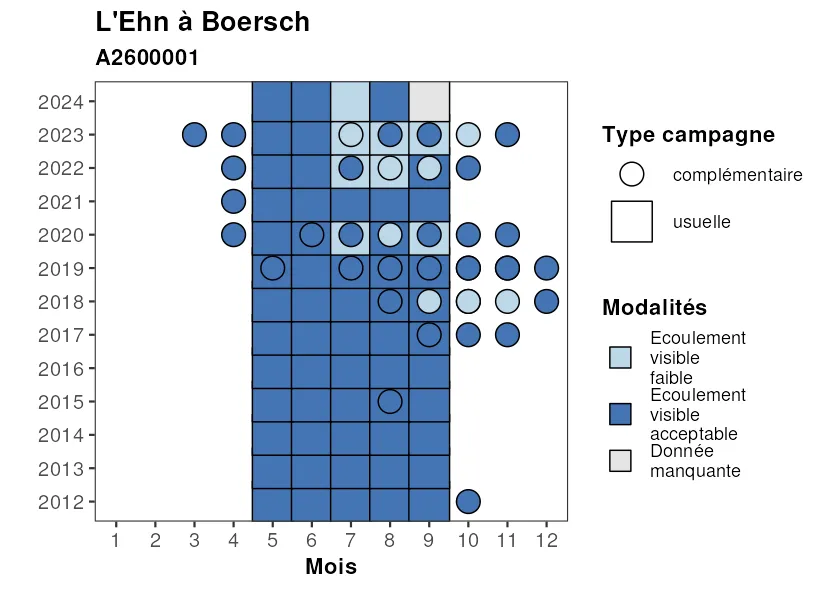 L'Ehn à Boersch
A2600001
2024
2023
2022
2021
2020
2019
2018
2017
2016
2015
2014
2013
2012
1 2 3 4 5 6 7 8 9 10 11 12
Mois
Type campagne
complémentaire
usuelle
Modalités
Ecoulement
visible
faible
Ecoulement
visible
acceptable
Donnée
manquante